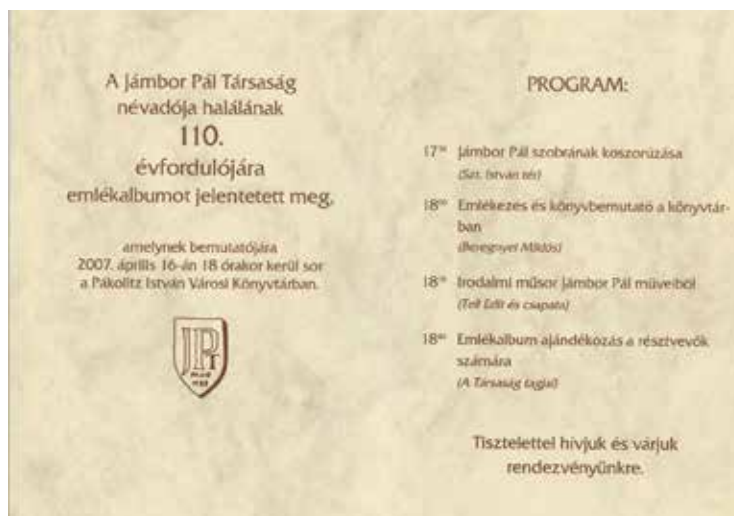 A Jámbor Pál Társaság
névadója halálának
110.
évfordulójára
emlékalbumot jelentetett meg,
amelynek bemutatójára
2007. április 16-án 18 órakor kerül sor
a Pákolitz István Városi Könyvtárban.
JPT
PROGRAM:
17 Jámbor Pál szobrának koszorúzása
(Szt. István tér)
18 Emlékezés és könyvbemutató a könyvtár-
ban
(Beregnyei Miklós)
18 Irodalmi műsor Jámbor Pál műveiből
(Tell Edit és csapata)
18 Emlékalbum ajándékozás a résztvevők
számára
(A Társaság tagjai)
Tisztelettel hívjuk és várjuk
rendezvényünkre.